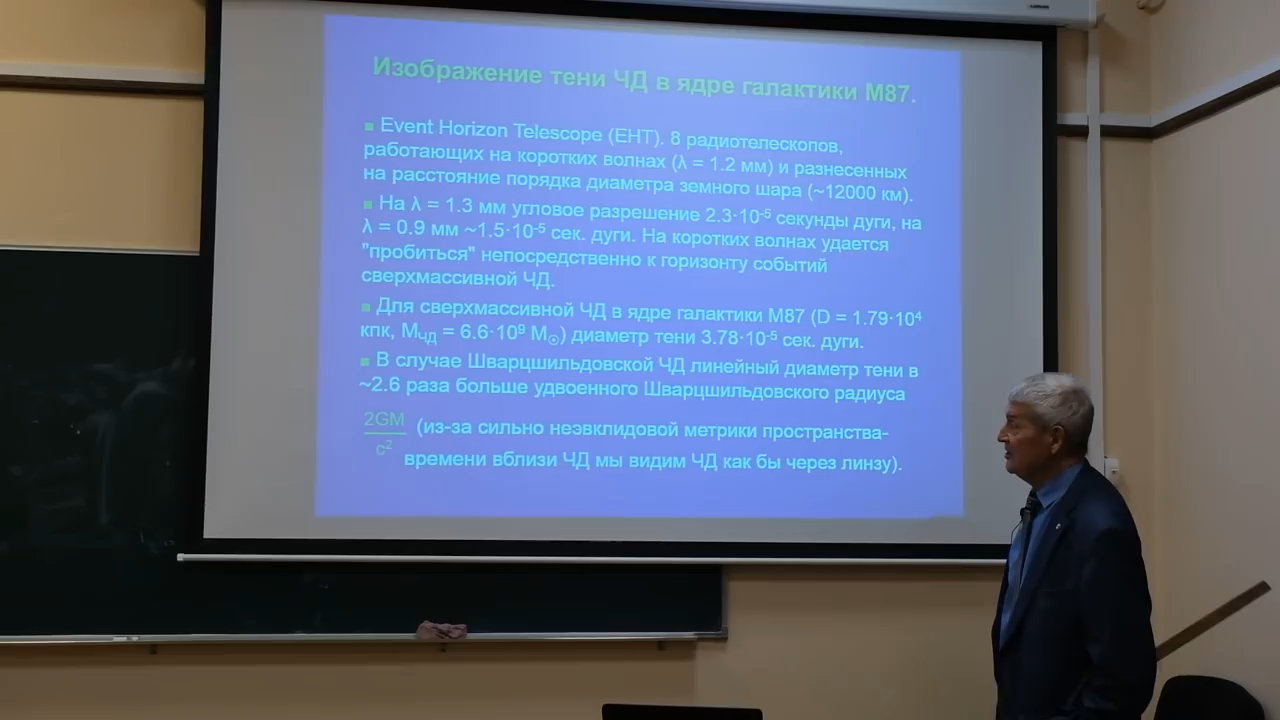 Изображение тени ЧД в ядре галактики M87.
▪ Event Horizon Telescope (EHT). 8 радиотелескопов,
работающих на коротких волнах (λ = 1.2 мм) и разнесенных
на расстояние порядка диаметра земного шара (~12000 км).
▪ На λ = 1.3 мм угловое разрешение 2.3·10⁻⁵ секунды дуги, на
λ = 0.9 мм ~1.5·10⁻⁵ сек. дуги. На коротких волнах удается
"пробиться" непосредственно к горизонту событий
сверхмассивной ЧД.
▪ Для сверхмассивной ЧД в ядре галактики M87 (D = 1.79·10⁴
кпк, M_ЧД = 6.6·10⁹ M_⊙) диаметр тени 3.78·10⁻⁵ сек. дуги.
▪ В случае Шварцшильдовской ЧД линейный диаметр тени в
~2.6 раза больше удвоенного Шварцшильдовского радиуса
2GM/c² (из-за сильно неэвклидовой метрики пространства-
времени вблизи ЧД мы видим ЧД как бы через линзу).